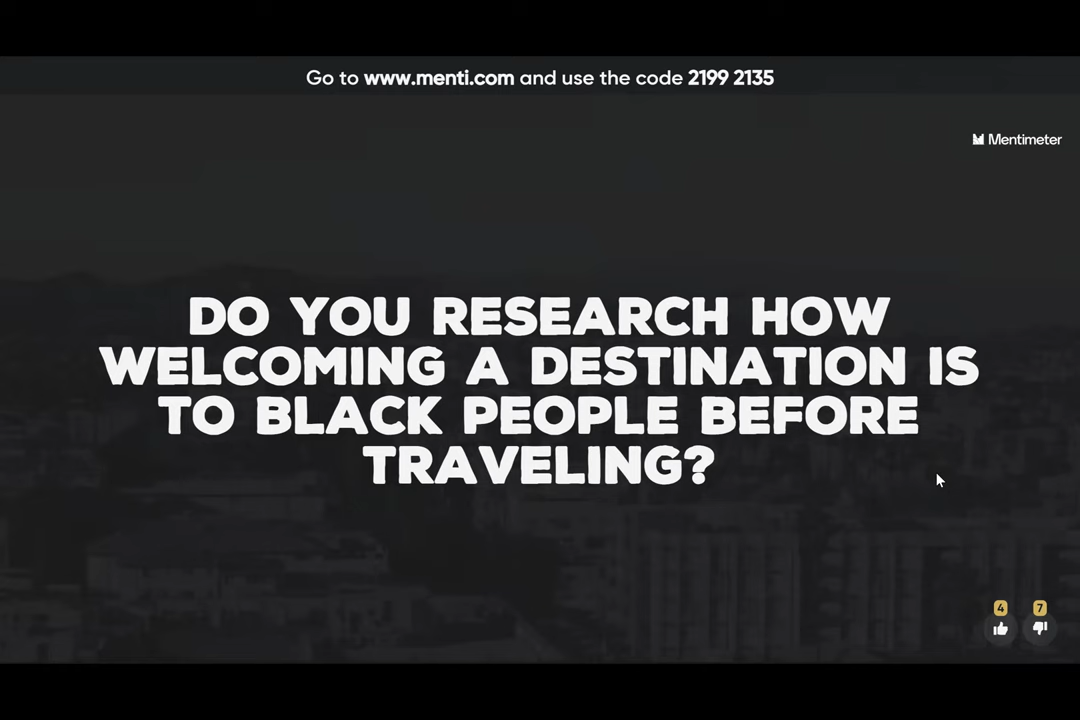 Go to www.menti.com and use the code 2199 2135
Mentimeter
DO YOU RESEARCH HOW
WELCOMING A DESTINATION IS
TO BLACK PEOPLE BEFORE
TRAVELING?
4 7